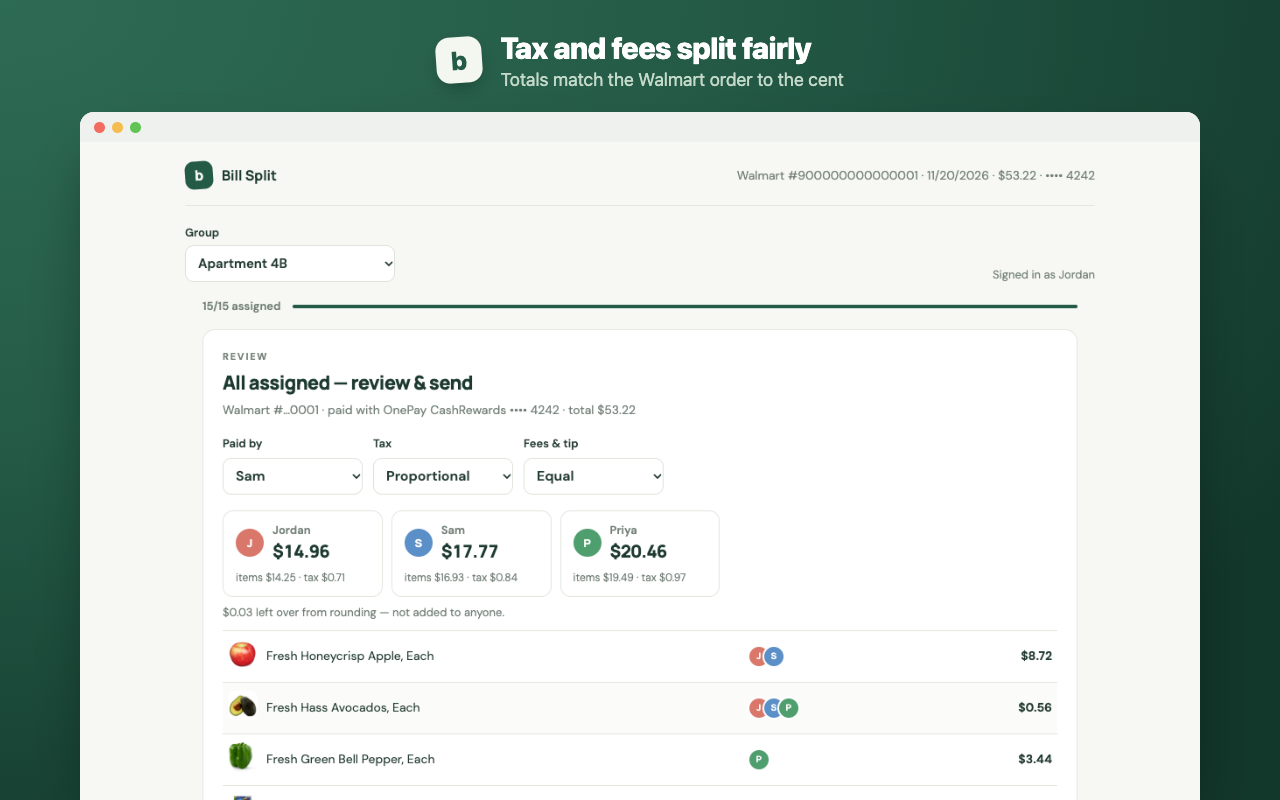 b
Tax and fees split fairly
Totals match the Walmart order to the cent
b Bill Split
Walmart #900000000000001 · 11/20/2026 · $53.22 · •••• 4242
Group
Apartment 4B
Signed in as Jordan
15/15 assigned
REVIEW
All assigned — review & send
Walmart #…0001 · paid with OnePay CashRewards •••• 4242 · total $53.22
Paid by Tax Fees & tip
Sam Proportional Equal
J Jordan $14.96
items $14.25 · tax $0.71
S Sam $17.77
items $16.93 · tax $0.84
P Priya $20.46
items $19.49 · tax $0.97
$0.03 left over from rounding — not added to anyone.
Fresh Honeycrisp Apple, Each J S $8.72
Fresh Hass Avocados, Each J S P $0.56
Fresh Green Bell Pepper, Each P $3.44